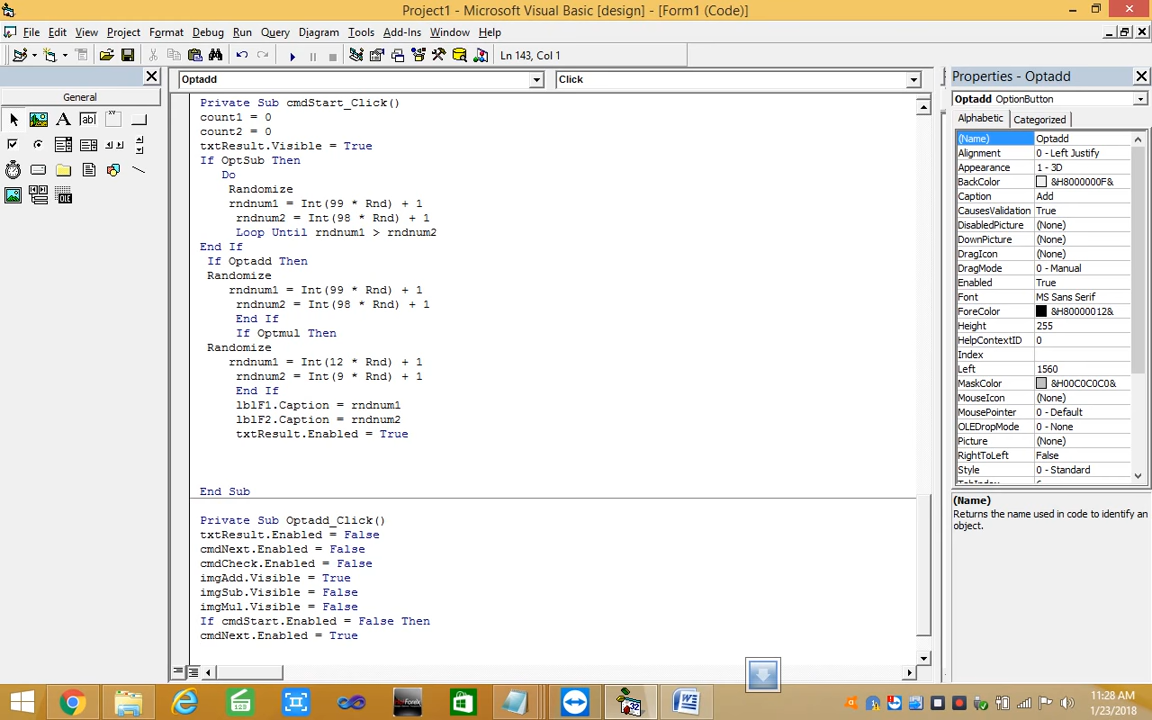 Project1 - Microsoft Visual Basic [design] - [Form1 (Code)]
File Edit View Project Format Debug Run Query Diagram Tools Add-Ins Window Help
Ln 143, Col 1
General
Optadd
Click
Private Sub cmdStart_Click()
count1 = 0
count2 = 0
txtResult.Visible = True
If OptSub Then
Do
Randomize
rndnum1 = Int(99 * Rnd) + 1
rndnum2 = Int(98 * Rnd) + 1
Loop Until rndnum1 > rndnum2
End If
If Optadd Then
Randomize
rndnum1 = Int(99 * Rnd) + 1
rndnum2 = Int(98 * Rnd) + 1
End If
If Optmul Then
Randomize
rndnum1 = Int(12 * Rnd) + 1
rndnum2 = Int(9 * Rnd) + 1
End If
lblF1.Caption = rndnum1
lblF2.Caption = rndnum2
txtResult.Enabled = True
End Sub
Private Sub Optadd_Click()
txtResult.Enabled = False
cmdNext.Enabled = False
cmdCheck.Enabled = False
imgAdd.Visible = True
imgSub.Visible = False
imgMul.Visible = False
If cmdStart.Enabled = False Then
cmdNext.Enabled = True
Properties - Optadd
Optadd OptionButton
Alphabetic Categorized
(Name) Optadd
Alignment 0 - Left Justify
Appearance 1 - 3D
BackColor &H8000000F&
Caption Add
CausesValidation True
DisabledPicture (None)
DownPicture (None)
DragIcon (None)
DragMode 0 - Manual
Enabled True
Font MS Sans Serif
ForeColor &H80000012&
Height 255
HelpContextID 0
Index
Left 1560
MaskColor &H00C0C0C0&
MouseIcon (None)
MousePointer 0 - Default
OLEDropMode 0 - None
Picture (None)
RightToLeft False
Style 0 - Standard
(Name)
Returns the name used in code to identify an
object.
11:28 AM
1/23/2018